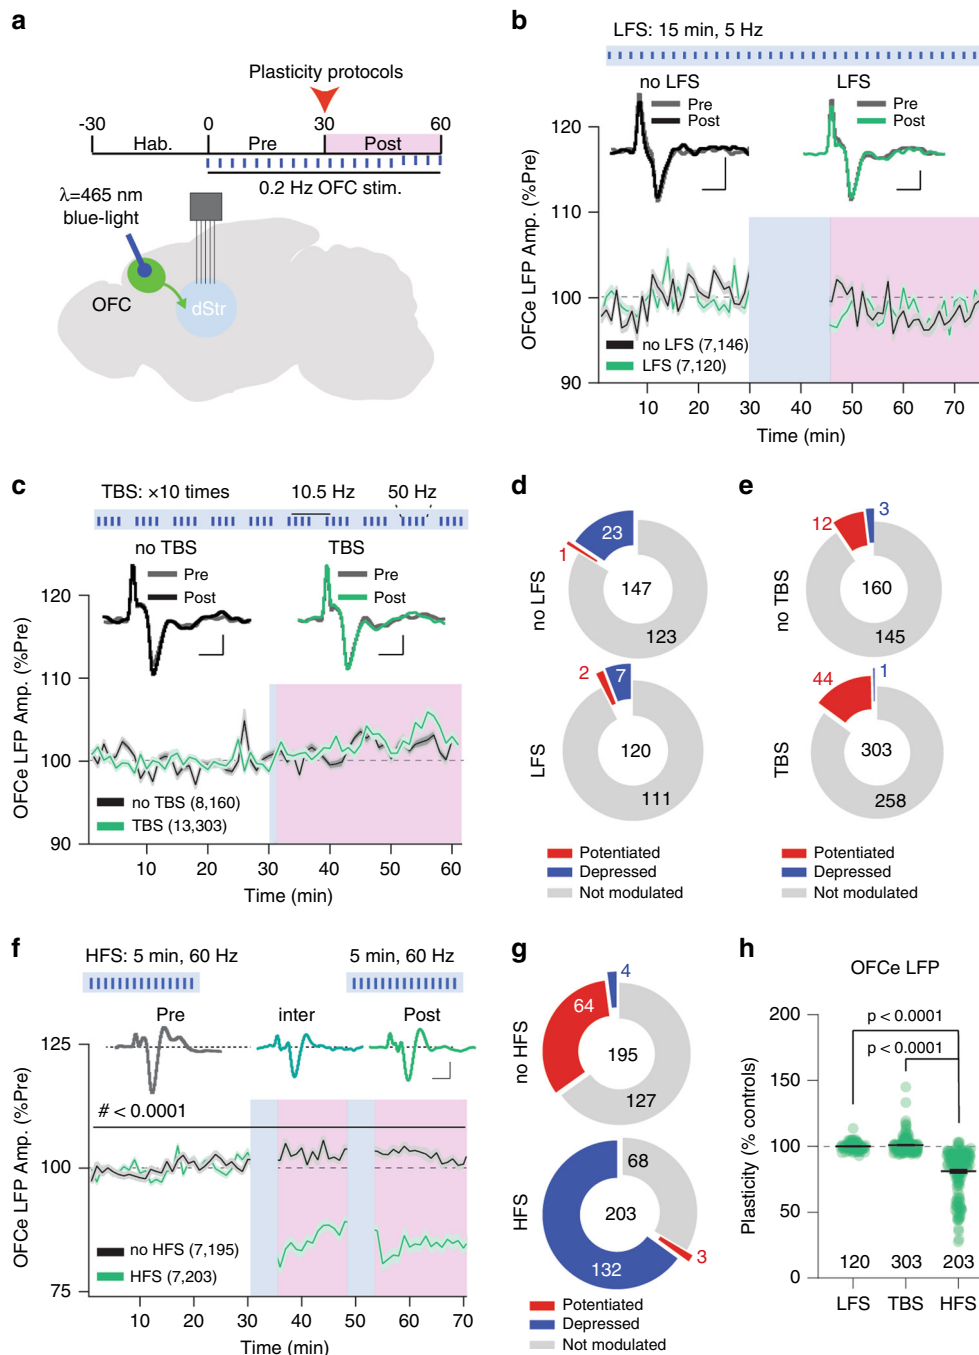 a
Plasticity protocols
-30 0 30 60
Hab. Pre Post
0.2 Hz OFC stim.
λ=465 nm
blue-light
OFC
dStr
b
LFS: 15 min, 5 Hz
no LFS LFS
Pre Pre
Post Post
OFCe LFP Amp. (%Pre)
120
110
100
90
no LFS (7,146)
LFS (7,120)
10 20 30 40 50 60 70
Time (min)
c
TBS: ×10 times 10.5 Hz 50 Hz
no TBS TBS
Pre Pre
Post Post
OFCe LFP Amp. (%Pre)
120
110
100
90
no TBS (8,160)
TBS (13,303)
10 20 30 40 50 60
Time (min)
d
no LFS
23
1
147
123
LFS
2 7
120
111
Potentiated
Depressed
Not modulated
e
no TBS
12 3
160
145
TBS
44 1
303
258
Potentiated
Depressed
Not modulated
f
HFS: 5 min, 60 Hz 5 min, 60 Hz
Pre inter Post
OFCe LFP Amp. (%Pre)
125
100
75
# < 0.0001
no HFS (7,195)
HFS (7,203)
10 20 30 40 50 60 70
Time (min)
g
no HFS
4
64
195
127
HFS
68
203
3
132
Potentiated
Depressed
Not modulated
h
OFCe LFP
Plasticity (% controls)
200
150
100
50
0
p < 0.0001
p < 0.0001
120 303 203
LFS TBS HFS